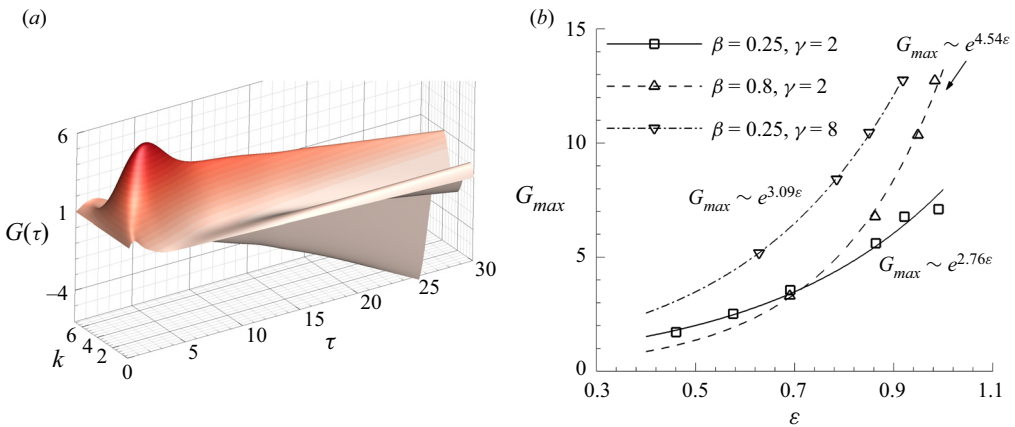 (a)
6
1
G(τ)
−4
6
4
2
0
k
5
10
15
20
25
30
τ
(b)
15
10
5
0
G_max
β = 0.25, γ = 2
β = 0.8, γ = 2
β = 0.25, γ = 8
G_max ∼ e^{4.54ε}
G_max ∼ e^{3.09ε}
G_max ∼ e^{2.76ε}
0.3
0.5
0.7
0.9
1.1
ε